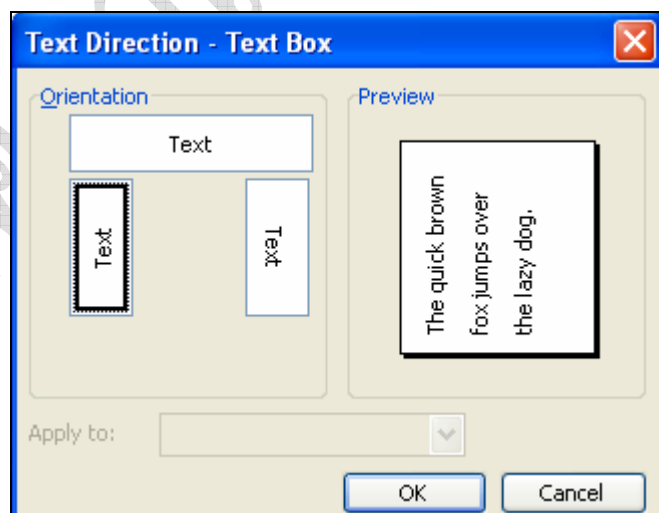 Text Direction - Text Box
Orientation
Preview
Text
Text
Text
The quick brown
fox jumps over
the lazy dog.
Apply to:
OK
Cancel